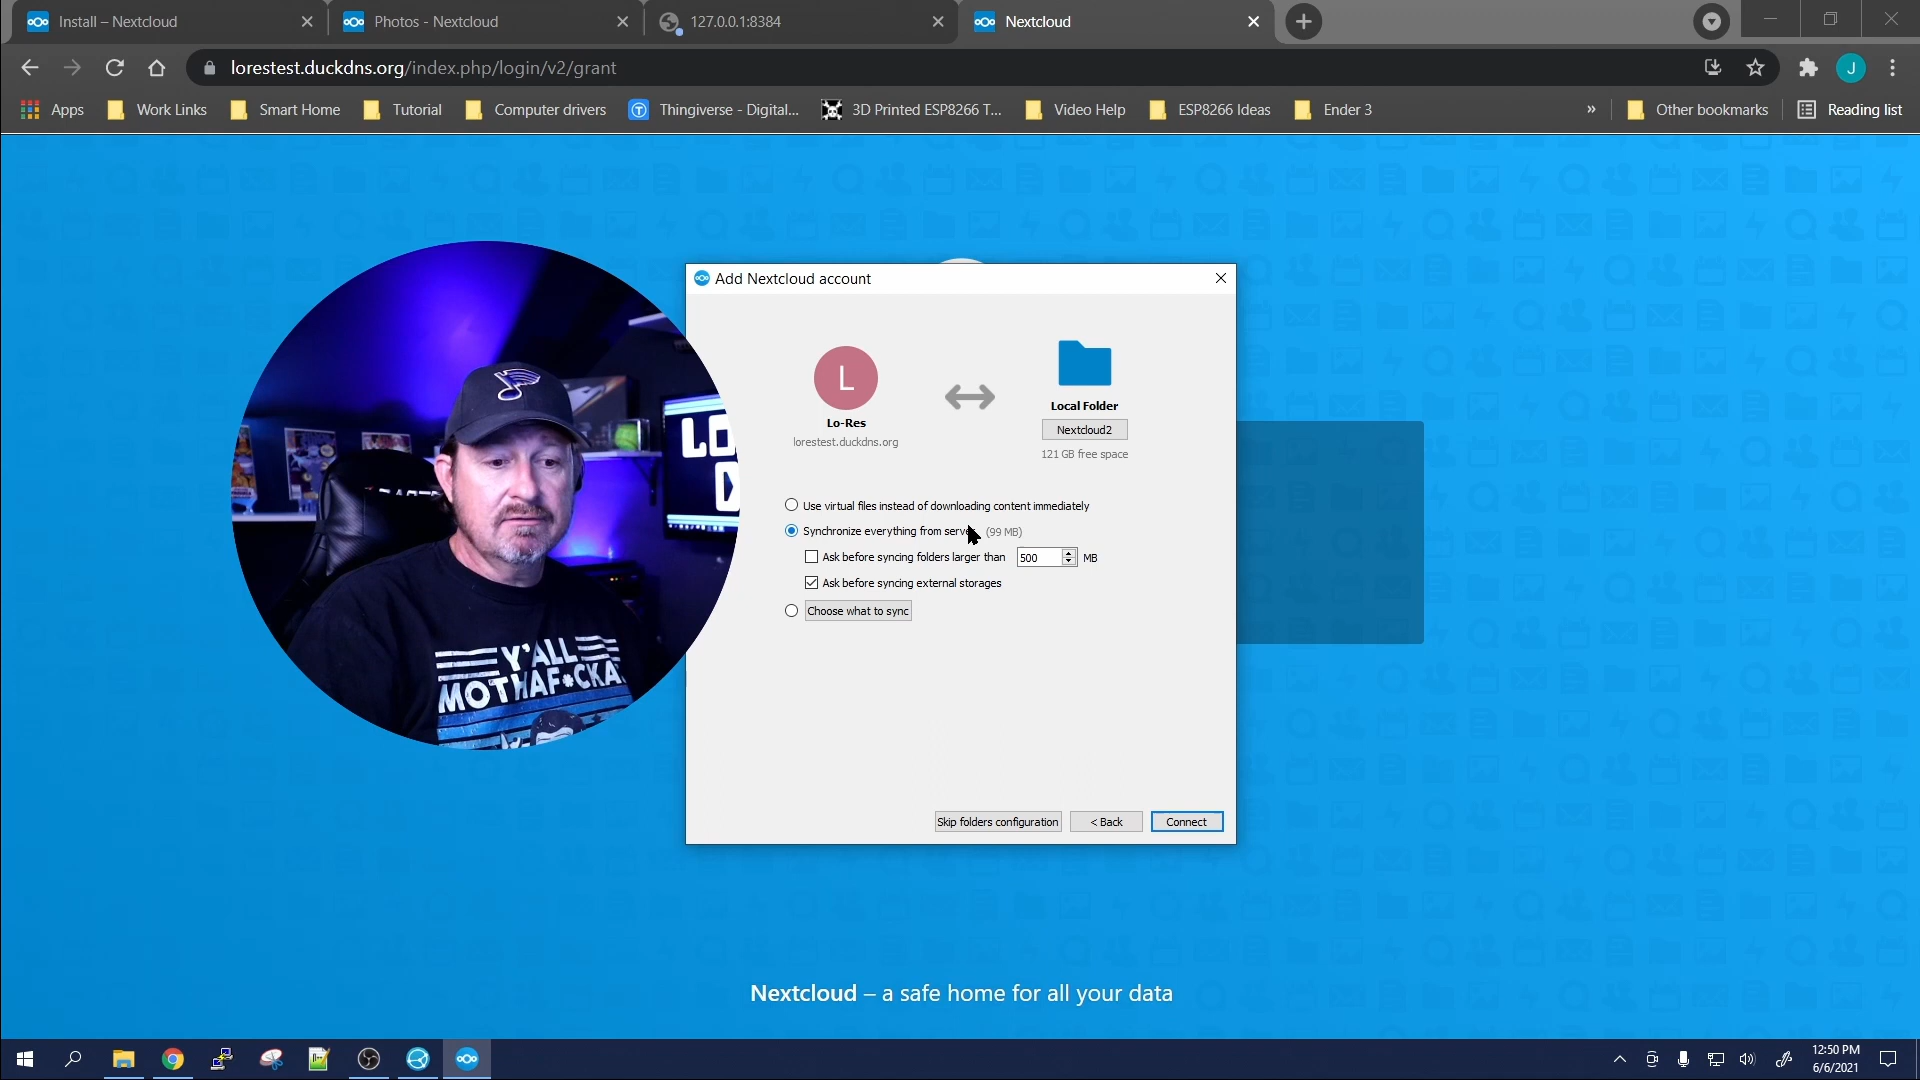 Install – Nextcloud
Photos - Nextcloud
127.0.0.1:8384
Nextcloud
lorestest.duckdns.org/index.php/login/v2/grant
J
Apps
Work Links
Smart Home
Tutorial
Computer drivers
Thingiverse - Digital...
3D Printed ESP8266 T...
Video Help
ESP8266 Ideas
Ender 3
»
Other bookmarks
Reading list
Add Nextcloud account
L
Lo-Res
lorestest.duckdns.org
Local Folder
Nextcloud2
121 GB free space
Use virtual files instead of downloading content immediately
Synchronize everything from serve (99 MB)
Ask before syncing folders larger than 500 MB
Ask before syncing external storages
Choose what to sync
Skip folders configuration
< Back
Connect
LO
Y'ALL
MOTHAF*CKA
Nextcloud – a safe home for all your data
12:50 PM
6/6/2021